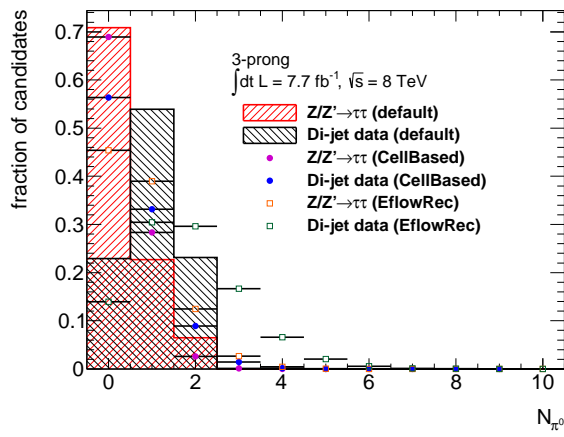 fraction of candidates
0.7
0.6
0.5
0.4
0.3
0.2
0.1
0
3-prong
∫dt L = 7.7 fb⁻¹, √s = 8 TeV
Z/Z'→ττ (default)
Di-jet data (default)
Z/Z'→ττ (CellBased)
Di-jet data (CellBased)
Z/Z'→ττ (EflowRec)
Di-jet data (EflowRec)
0 2 4 6 8 10
N_π⁰